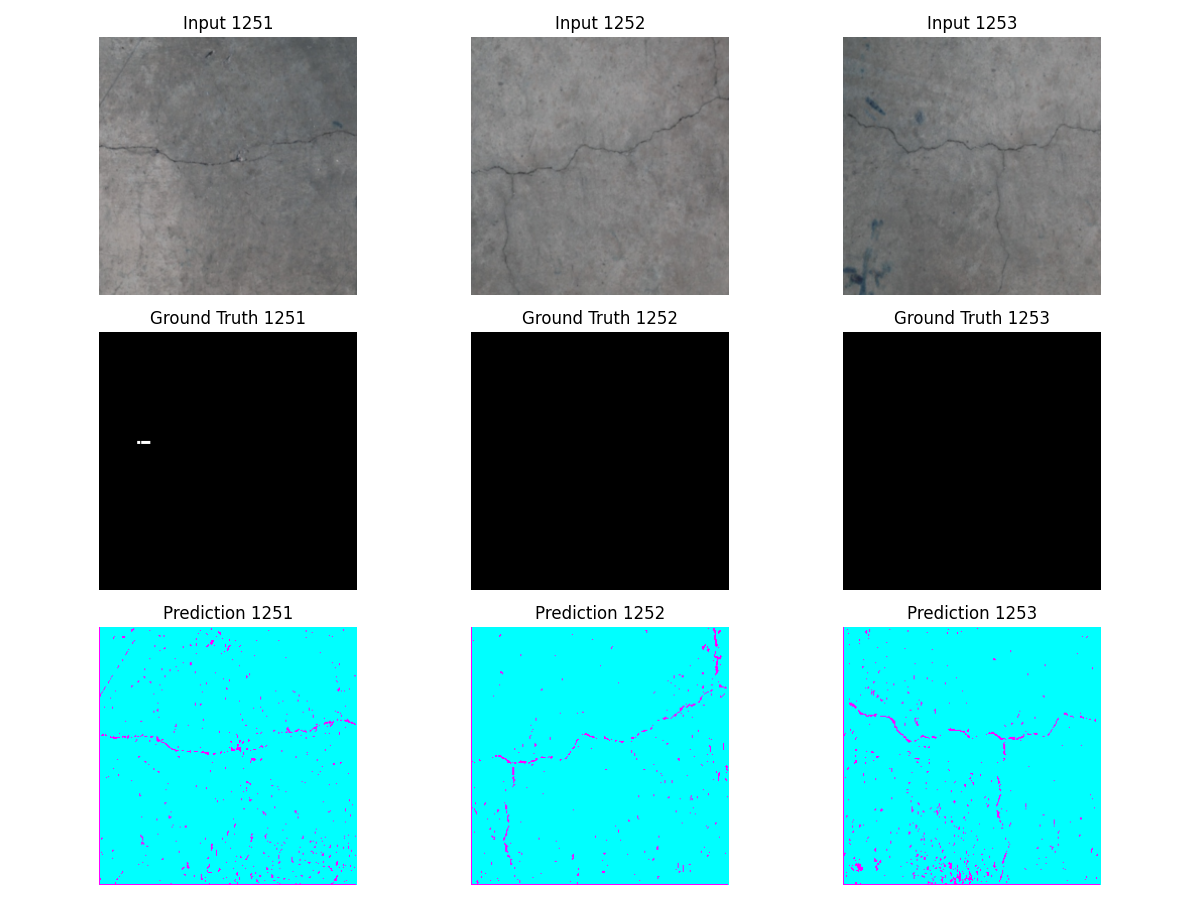 Input 1251
Input 1252
Input 1253
Ground Truth 1251
Ground Truth 1252
Ground Truth 1253
Prediction 1251
Prediction 1252
Prediction 1253